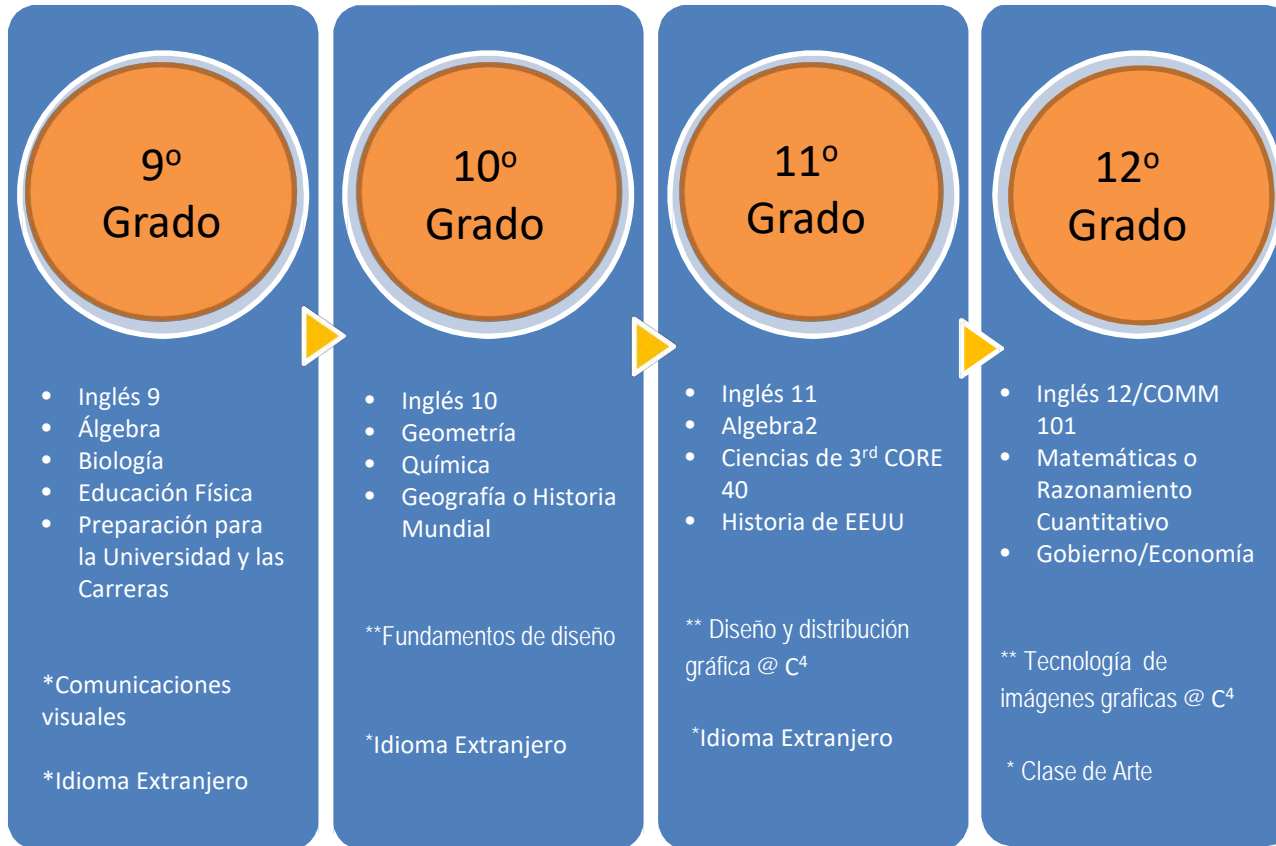 9º
Grado
• Inglés 9
• Álgebra
• Biología
• Educación Física
• Preparación para
la Universidad y las
Carreras
*Comunicaciones
visuales
*Idioma Extranjero
10º
Grado
• Inglés 10
• Geometría
• Química
• Geografía o Historia
Mundial
**Fundamentos de diseño
*Idioma Extranjero
11º
Grado
• Inglés 11
• Algebra2
• Ciencias de 3rd CORE
40
• Historia de EEUU
** Diseño y distribución
gráfica @ C4
*Idioma Extranjero
12º
Grado
• Inglés 12/COMM
101
• Matemáticas o
Razonamiento
Cuantitativo
• Gobierno/Economía
** Tecnología de
imágenes graficas @ C4
* Clase de Arte